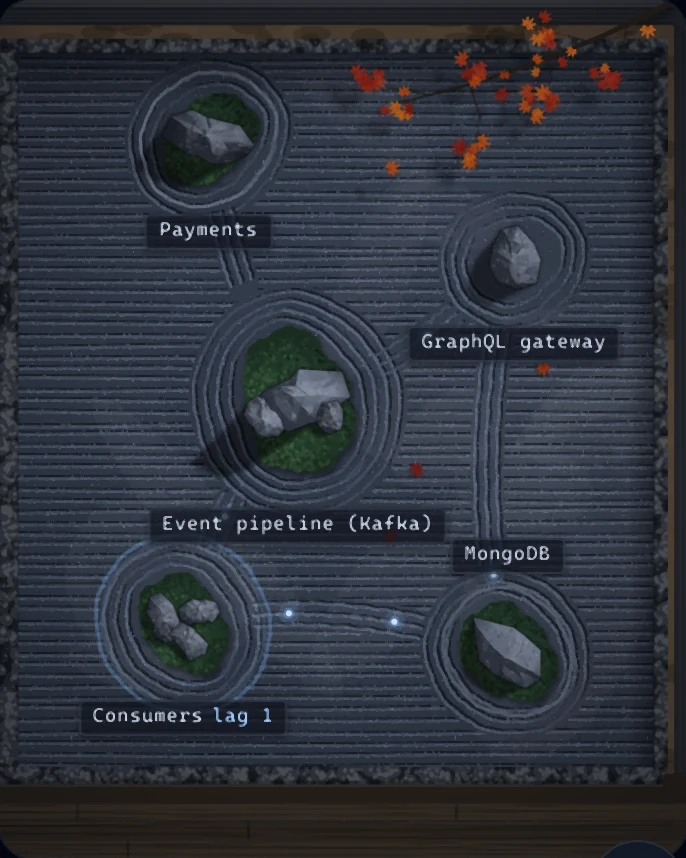 Payments
GraphQL gateway
Event pipeline (Kafka)
MongoDB
Consumers lag 1